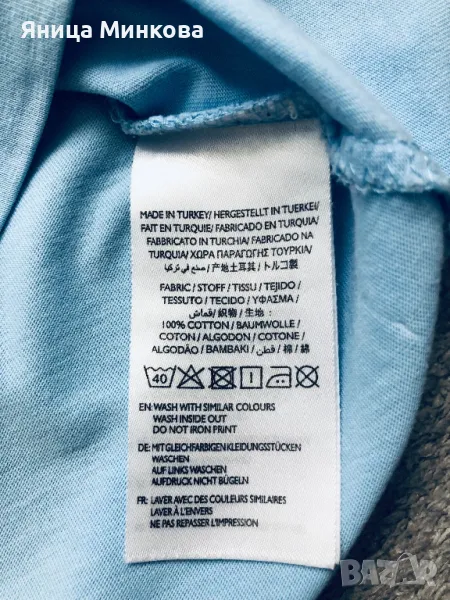 Яница Минкова
MADE IN TURKEY/ HERGESTELLT IN TUERKEI/
FAIT EN TURQUIE/ FABRICADO EN TURQUIA/
FABBRICATO IN TURCHIA/ FABRICADO NA
TURQUIA/ ΧΩΡΑ ΠΑΡΑΓΩΓΗΣ ΤΟΥΡΚΙΑ/
صنع في تركيا / 产地土耳其 / トルコ製
FABRIC / STOFF / TISSU / TEJIDO /
TESSUTO / TECIDO / ΥΦΑΣΜΑ /
قماش / 織物 / 生地 :
100% COTTON / BAUMWOLLE /
COTON / ALGODON / COTONE /
ALGODÃO / BAMBAKI / قطن / 棉 / 綿
40
EN: WASH WITH SIMILAR COLOURS
WASH INSIDE OUT
DO NOT IRON PRINT
DE: MIT GLEICHFARBIGEN KLEIDUNGSSTÜCKEN
WASCHEN
AUF LINKS WASCHEN
AUFDRUCK NICHT BÜGELN
FR: LAVER AVEC DES COULEURS SIMILAIRES
LAVER À L'ENVERS
NE PAS REPASSER L'IMPRESSION
BAZAR